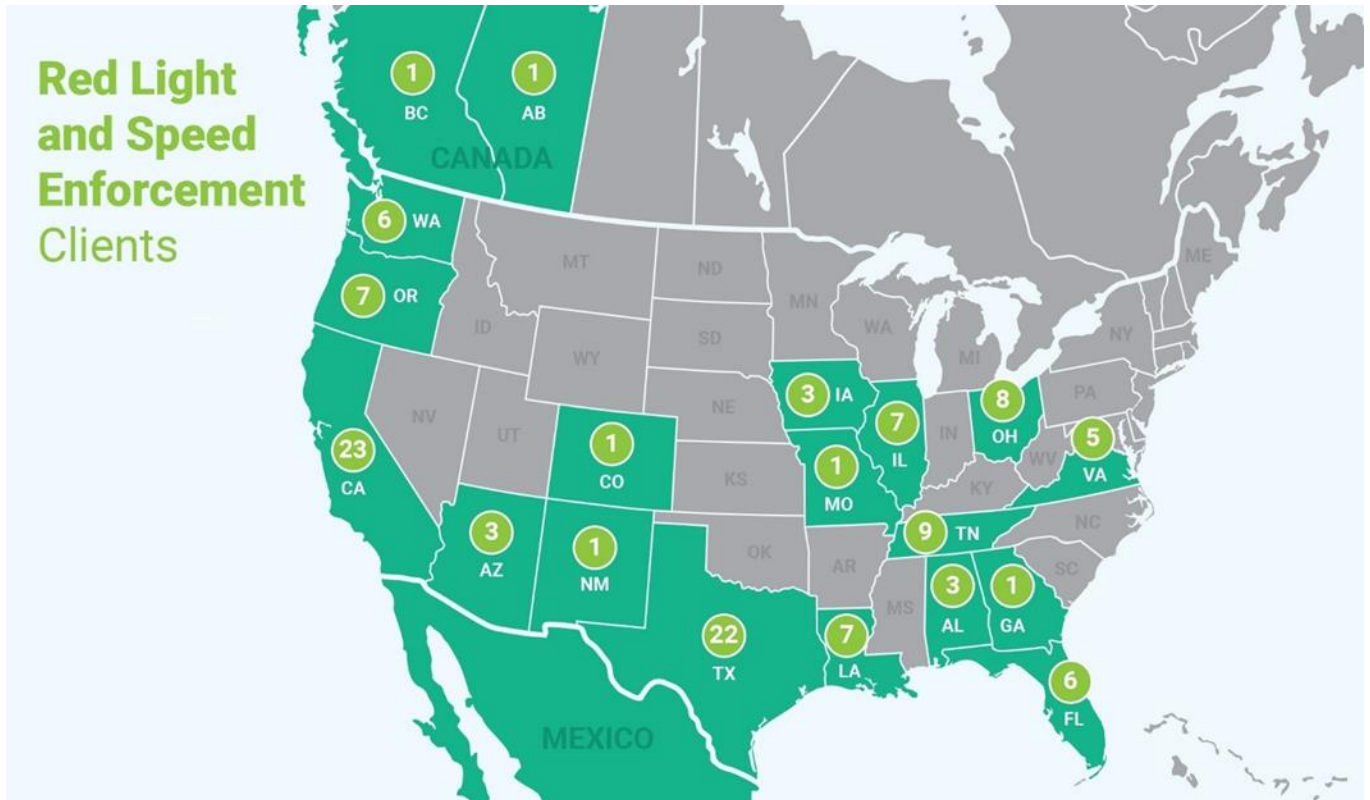 Red Light
and Speed
Enforcement
Clients
1
BC
1
AB
CANADA
6 WA
7 OR
ID
MT
ND
MN
SD
WY
WA
MI
NY
ME
NV
UT
NE
3 IA
7
IL
IN
8
OH
PA
23
CA
1
CO
KS
1
MO
KY
WV
5
VA
3
AZ
1
NM
OK
AR
9 TN
NC
SC
22
TX
7
LA
MS
3
AL
1
GA
6
FL
MEXICO